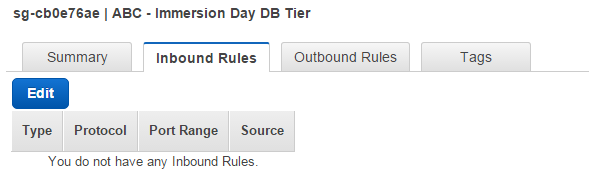 sg-cb0e76ae | ABC - Immersion Day DB Tier
Summary Inbound Rules Outbound Rules Tags
Edit
Type Protocol Port Range Source
You do not have any Inbound Rules.